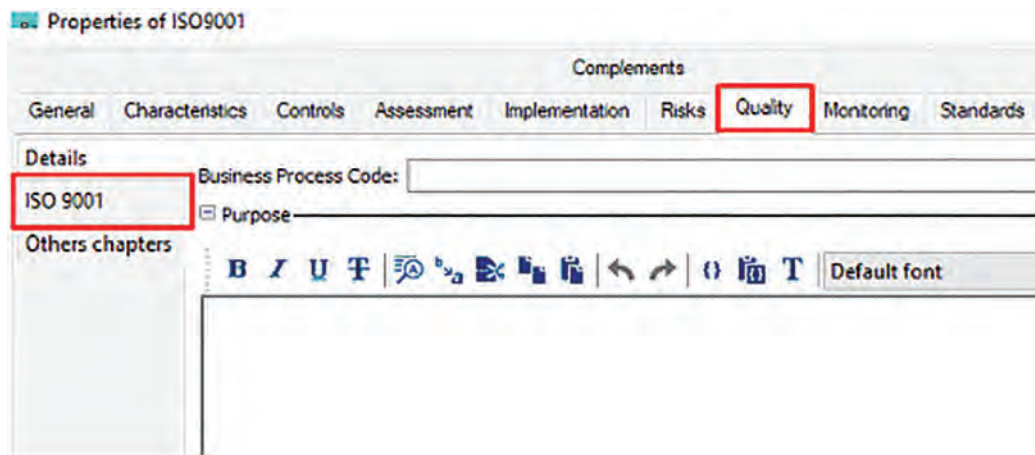 Properties of ISO9001
Complements
General Characteristics Controls Assessment Implementation Risks Quality Monitoring Standards
Details
Business Process Code:
ISO 9001
Purpose
Others chapters
B I U T Default font